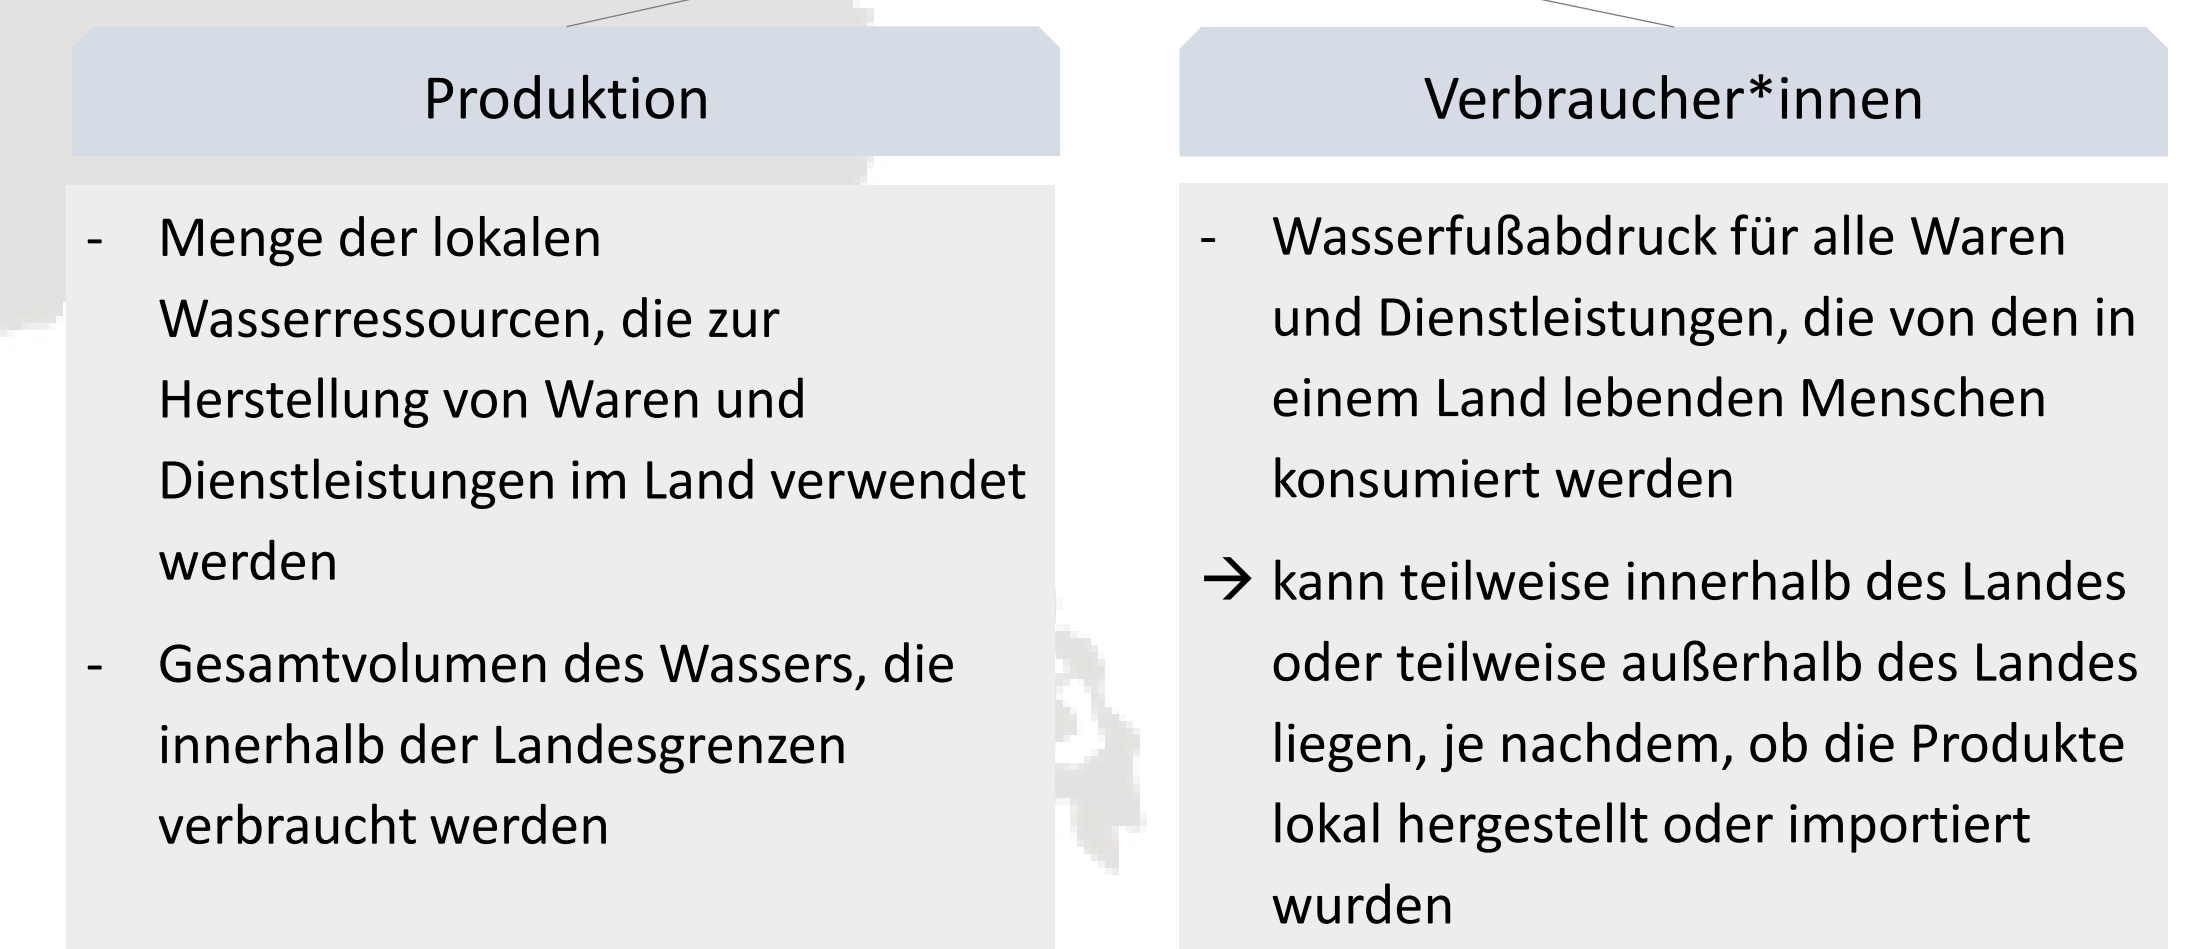 Produktion
- Menge der lokalen
Wasserressourcen, die zur
Herstellung von Waren und
Dienstleistungen im Land verwendet
werden
- Gesamtvolumen des Wassers, die
innerhalb der Landesgrenzen
verbraucht werden
Verbraucher*innen
- Wasserfußabdruck für alle Waren
und Dienstleistungen, die von den in
einem Land lebenden Menschen
konsumiert werden
→ kann teilweise innerhalb des Landes
oder teilweise außerhalb des Landes
liegen, je nachdem, ob die Produkte
lokal hergestellt oder importiert
wurden